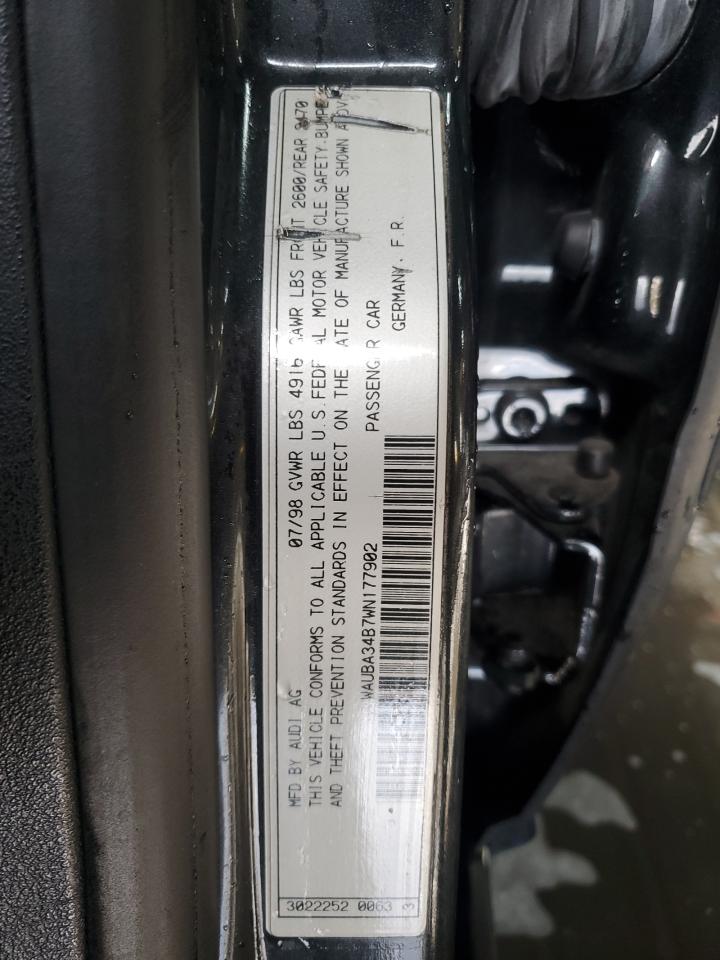 MFD BY AUDI AG 07/98 GVWR LBS 4916 GAWR LBS FRONT 2600/REAR 2470
THIS VEHICLE CONFORMS TO ALL APPLICABLE U.S.FEDERAL MOTOR VEHICLE SAFETY.BUMPER
AND THEFT PREVENTION STANDARDS IN EFFECT ON THE DATE OF MANUFACTURE SHOWN ABOVE
WAUBA34B7WN177902 PASSENGER CAR
GERMANY, F.R.
3022252 0063 3